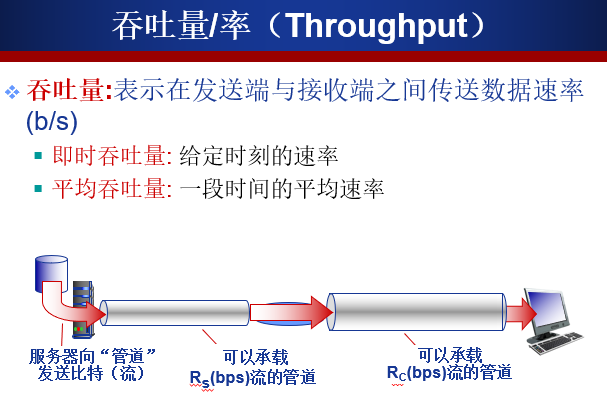 吞吐量/率（Throughput）
吞吐量:表示在发送端与接收端之间传送数据速率
(b/s)
即时吞吐量: 给定时刻的速率
平均吞吐量: 一段时间的平均速率
服务器向“管道”
发送比特（流）
可以承载
Rs(bps)流的管道
可以承载
RC(bps)流的管道